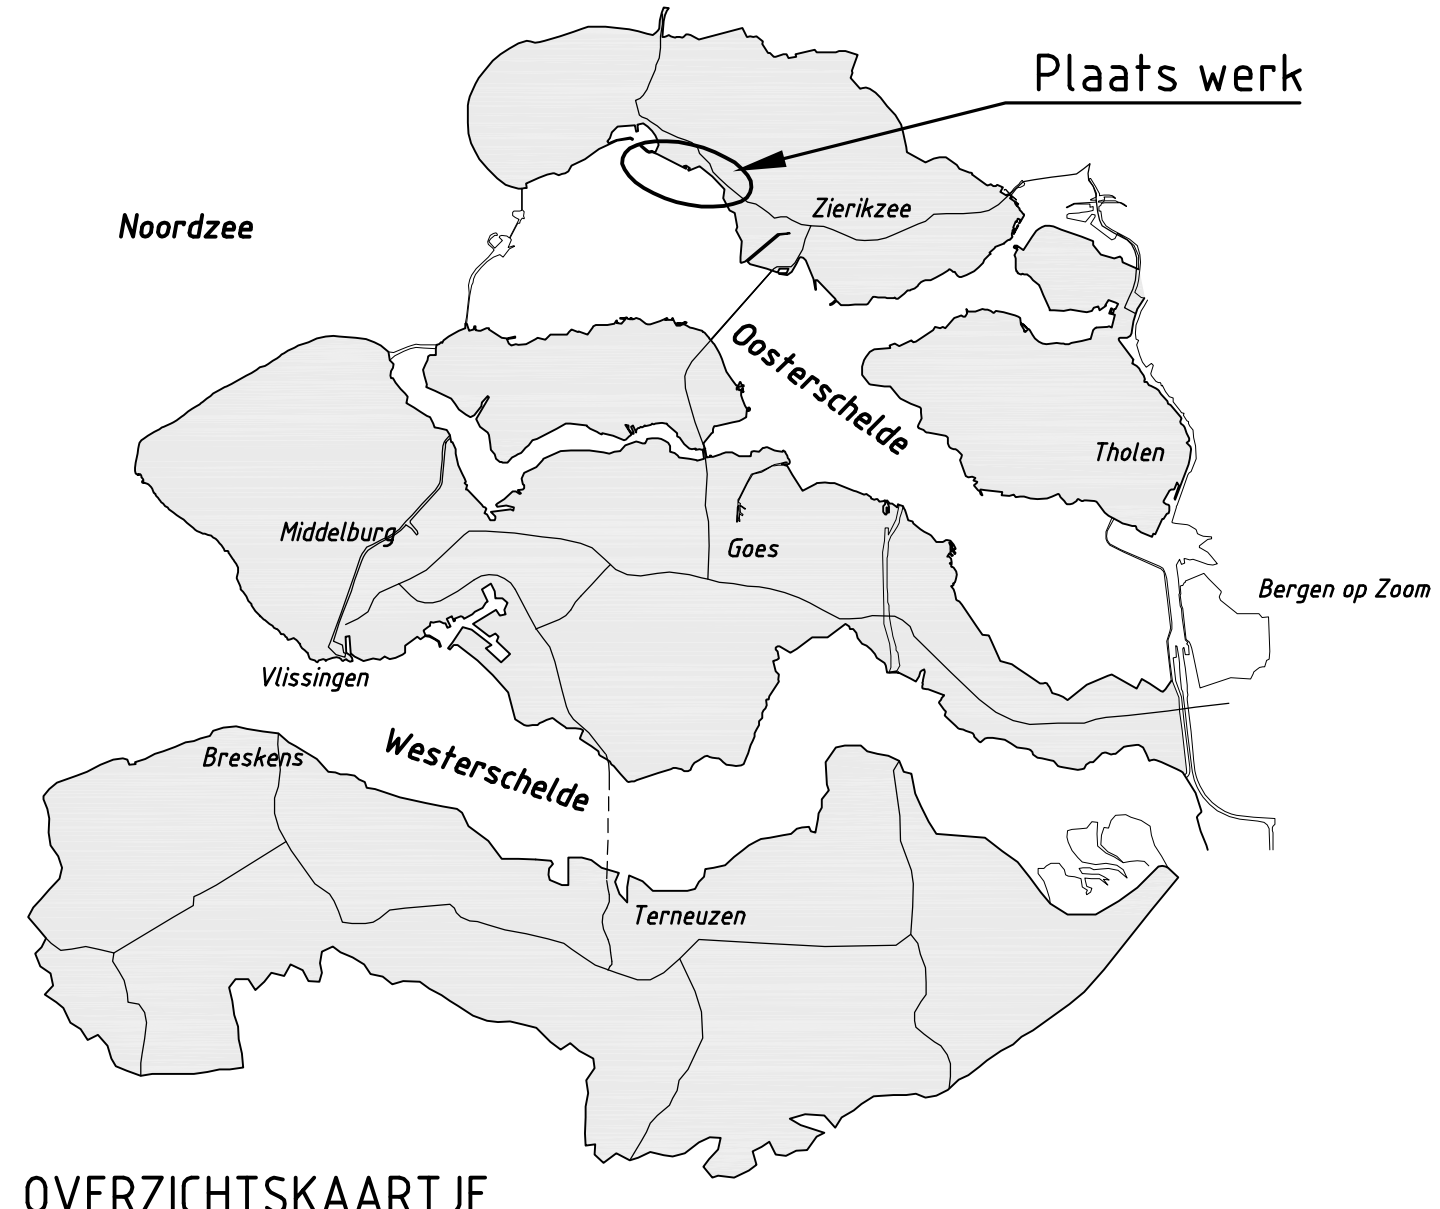 Plaats werk
Zierikzee
Noordzee
Oosterschelde
Tholen
Middelburg
Goes
Bergen op Zoom
Vlissingen
Westerschelde
Breskens
Terneuzen
OVERZICHTSKAARTJE